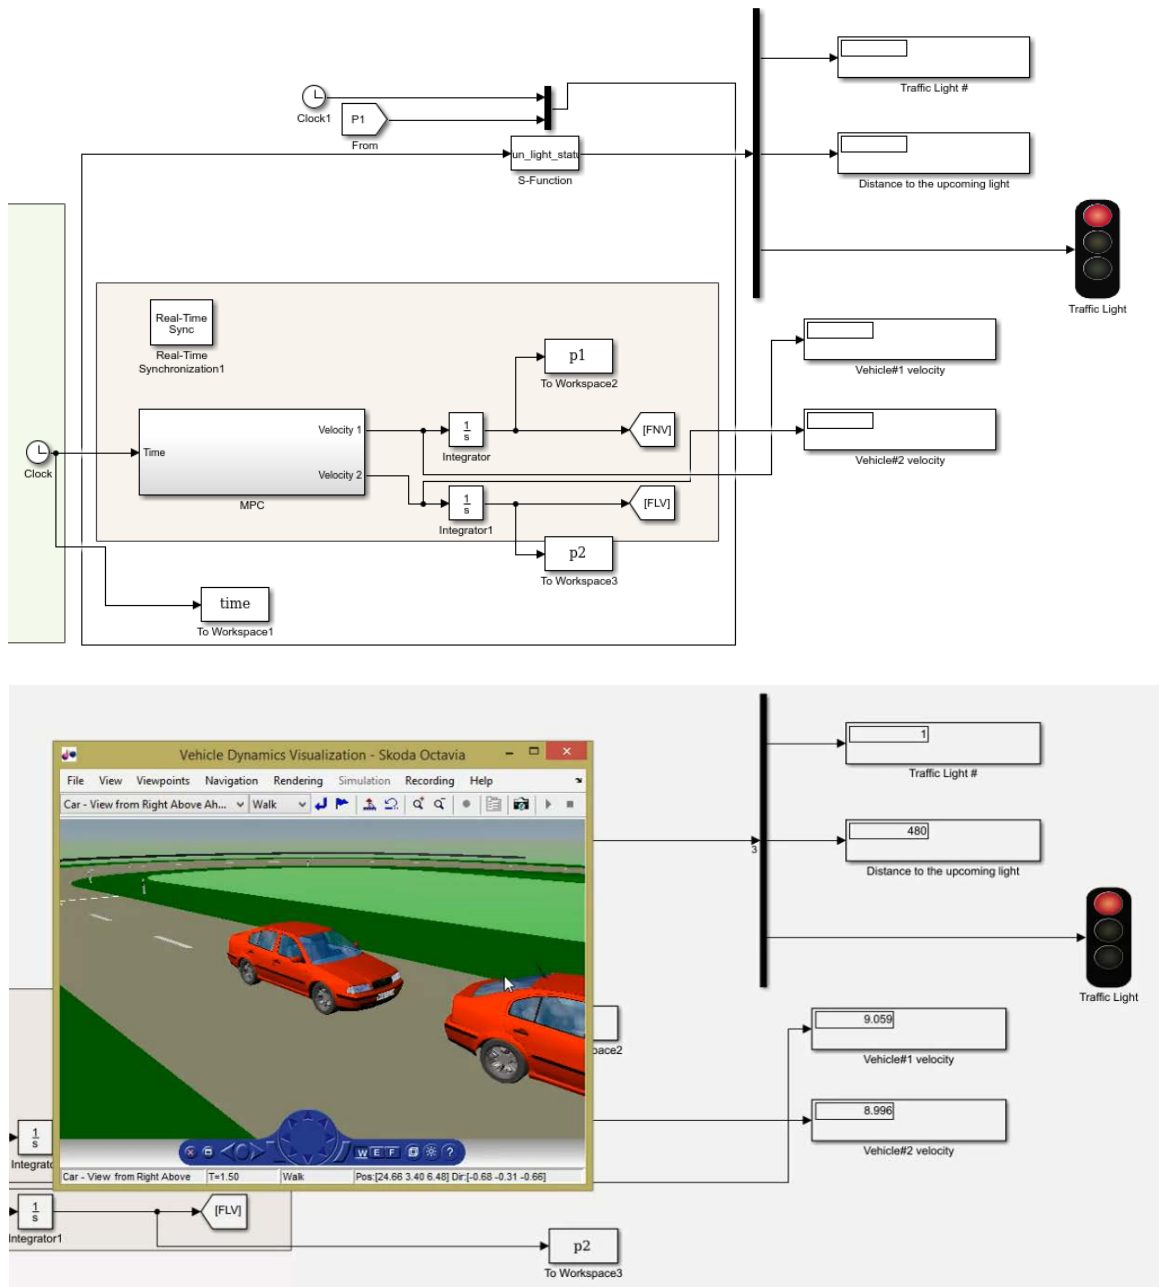 Traffic Light #
Clock1
P1
From
un_light_statu
S-Function
Distance to the upcoming light
Traffic Light
Real-Time
Sync
Real-Time
Synchronization1
p1
To Workspace2
Vehicle#1 velocity
Velocity 1
1
s
[FNV]
Integrator
Clock
Time
Vehicle#2 velocity
Velocity 2
MPC
1
s
[FLV]
Integrator1
p2
To Workspace3
time
To Workspace1
1
Traffic Light #
Vehicle Dynamics Visualization - Skoda Octavia
File View Viewpoints Navigation Rendering Simulation Recording Help
Car - View from Right Above Ah... Walk
480
3
Distance to the upcoming light
Traffic Light
9.059
Vehicle#1 velocity
pace2
8.996
Vehicle#2 velocity
1
s
Integrato
W E F ?
Car - View from Right Above T=1.50 Walk Pos:[24.66 3.40 6.48] Dir:[-0.68 -0.31 -0.66]
1
s
[FLV]
Integrator1
p2
To Workspace3